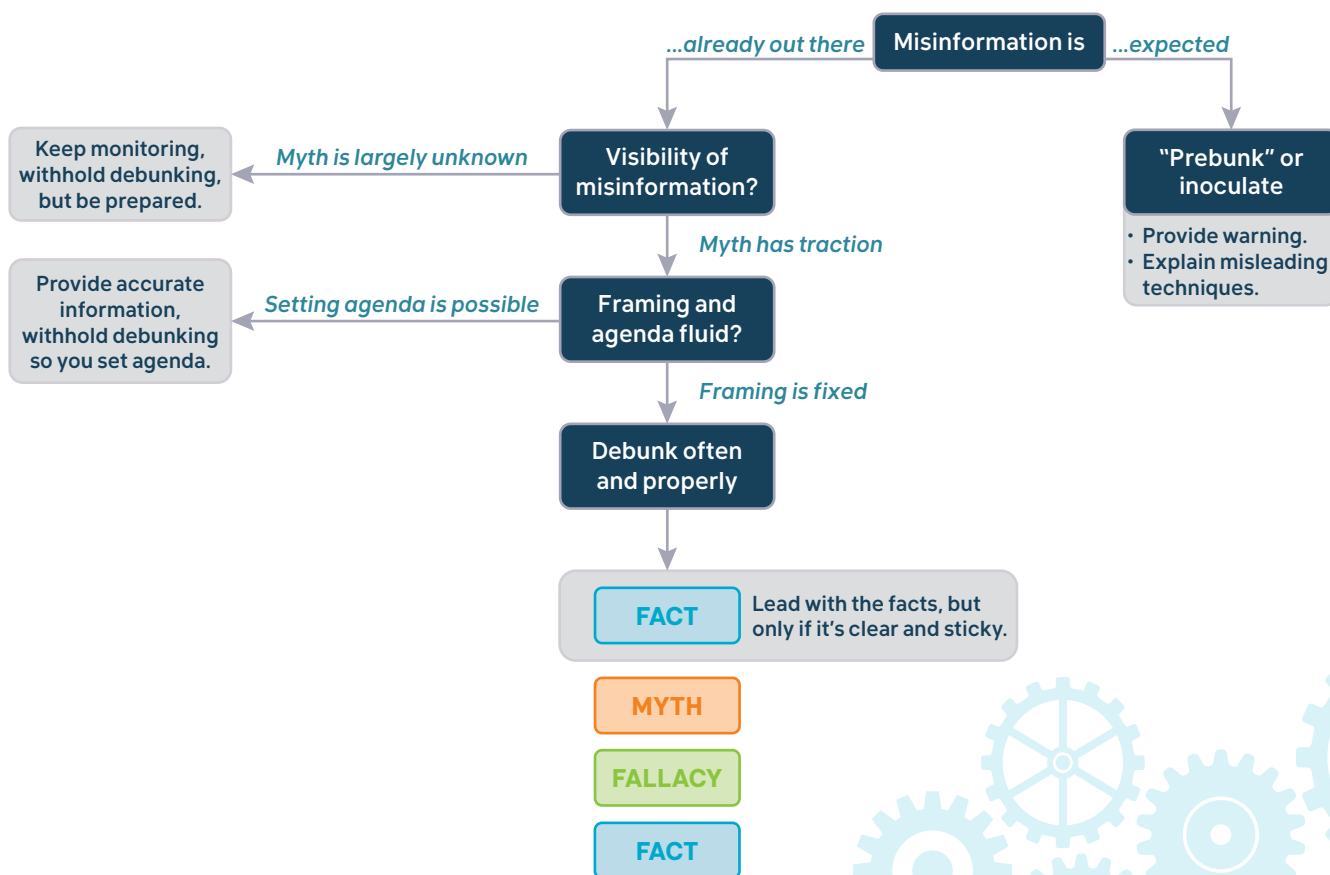 Misinformation is
...already out there
...expected
Visibility of
misinformation?
"Prebunk" or
inoculate
• Provide warning.
• Explain misleading
techniques.
Myth is largely unknown
Keep monitoring,
withhold debunking,
but be prepared.
Myth has traction
Framing and
agenda fluid?
Setting agenda is possible
Provide accurate
information,
withhold debunking
so you set agenda.
Framing is fixed
Debunk often
and properly
FACT
Lead with the facts, but
only if it's clear and sticky.
MYTH
FALLACY
FACT